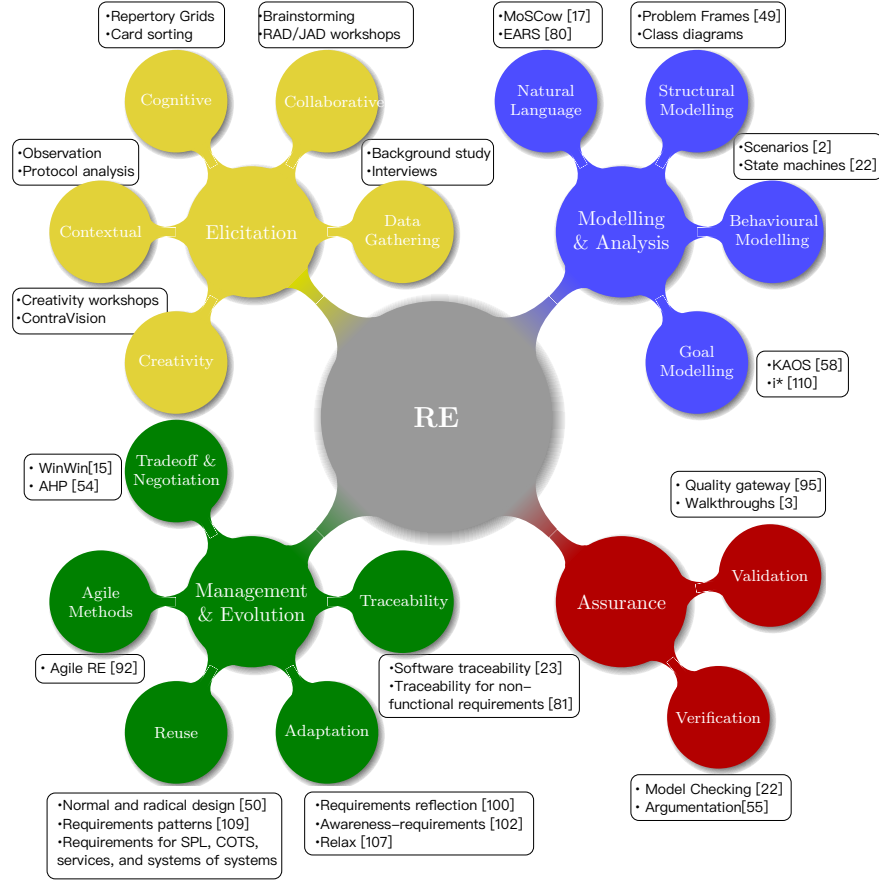 •Repertory Grids
•Card sorting
•Brainstorming
•RAD/JAD workshops
Cognitive
Collaborative
•Observation
•Protocol analysis
•Background study
•Interviews
Contextual
Elicitation
Data
Gathering
•Creativity workshops
•ContraVision
Creativity
•MoSCow [17]
•EARS [80]
•Problem Frames [49]
•Class diagrams
Natural
Language
Structural
Modelling
•Scenarios [2]
•State machines [22]
Modelling
& Analysis
Behavioural
Modelling
Goal
Modelling
•KAOS [58]
•i* [110]
RE
• WinWin[15]
• AHP [54]
Tradeoff &
Negotiation
Agile
Methods
Management
& Evolution
Traceability
• Agile RE [92]
•Software traceability [23]
•Traceability for non-
functional requirements [81]
Reuse
Adaptation
•Normal and radical design [50]
•Requirements patterns [109]
•Requirements for SPL, COTS,
services, and systems of systems
•Requirements reflection [100]
•Awareness-requirements [102]
•Relax [107]
• Quality gateway [95]
• Walkthroughs [3]
Validation
Assurance
Verification
• Model Checking [22]
• Argumentation[55]